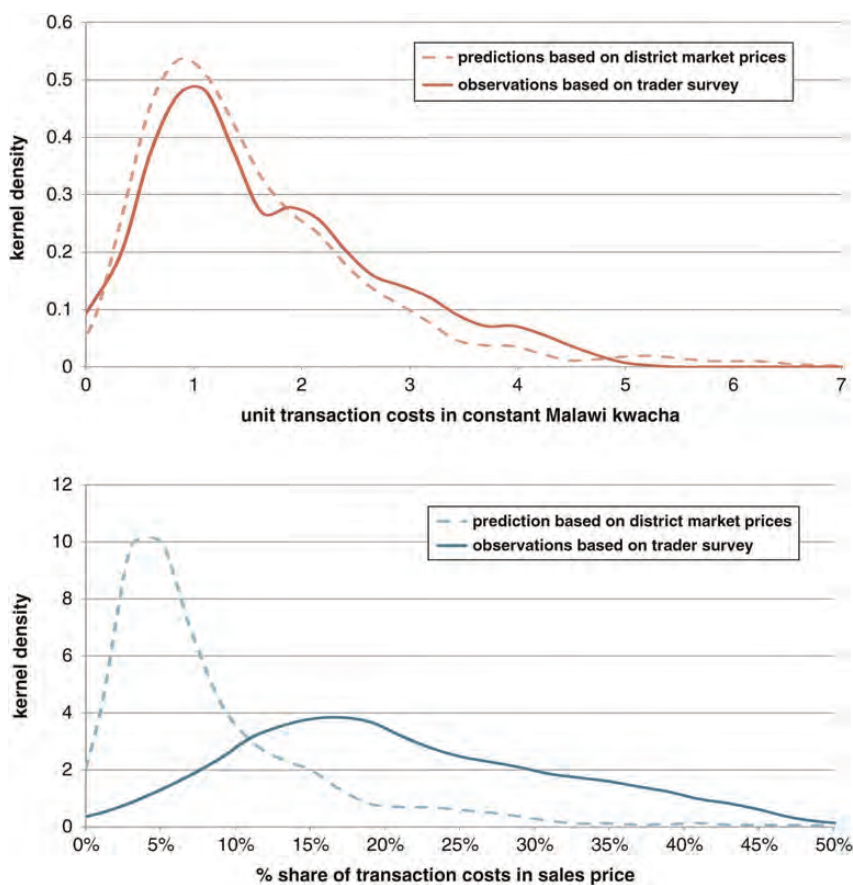 0.6
predictions based on district market prices
observations based on trader survey
0.5
0.4
0.3
0.2
0.1
0
kernel density
0 1 2 3 4 5 6 7
unit transaction costs in constant Malawi kwacha
12
prediction based on district market prices
observations based on trader survey
10
8
6
4
2
0
kernel density
0% 5% 10% 15% 20% 25% 30% 35% 40% 45% 50%
% share of transaction costs in sales price